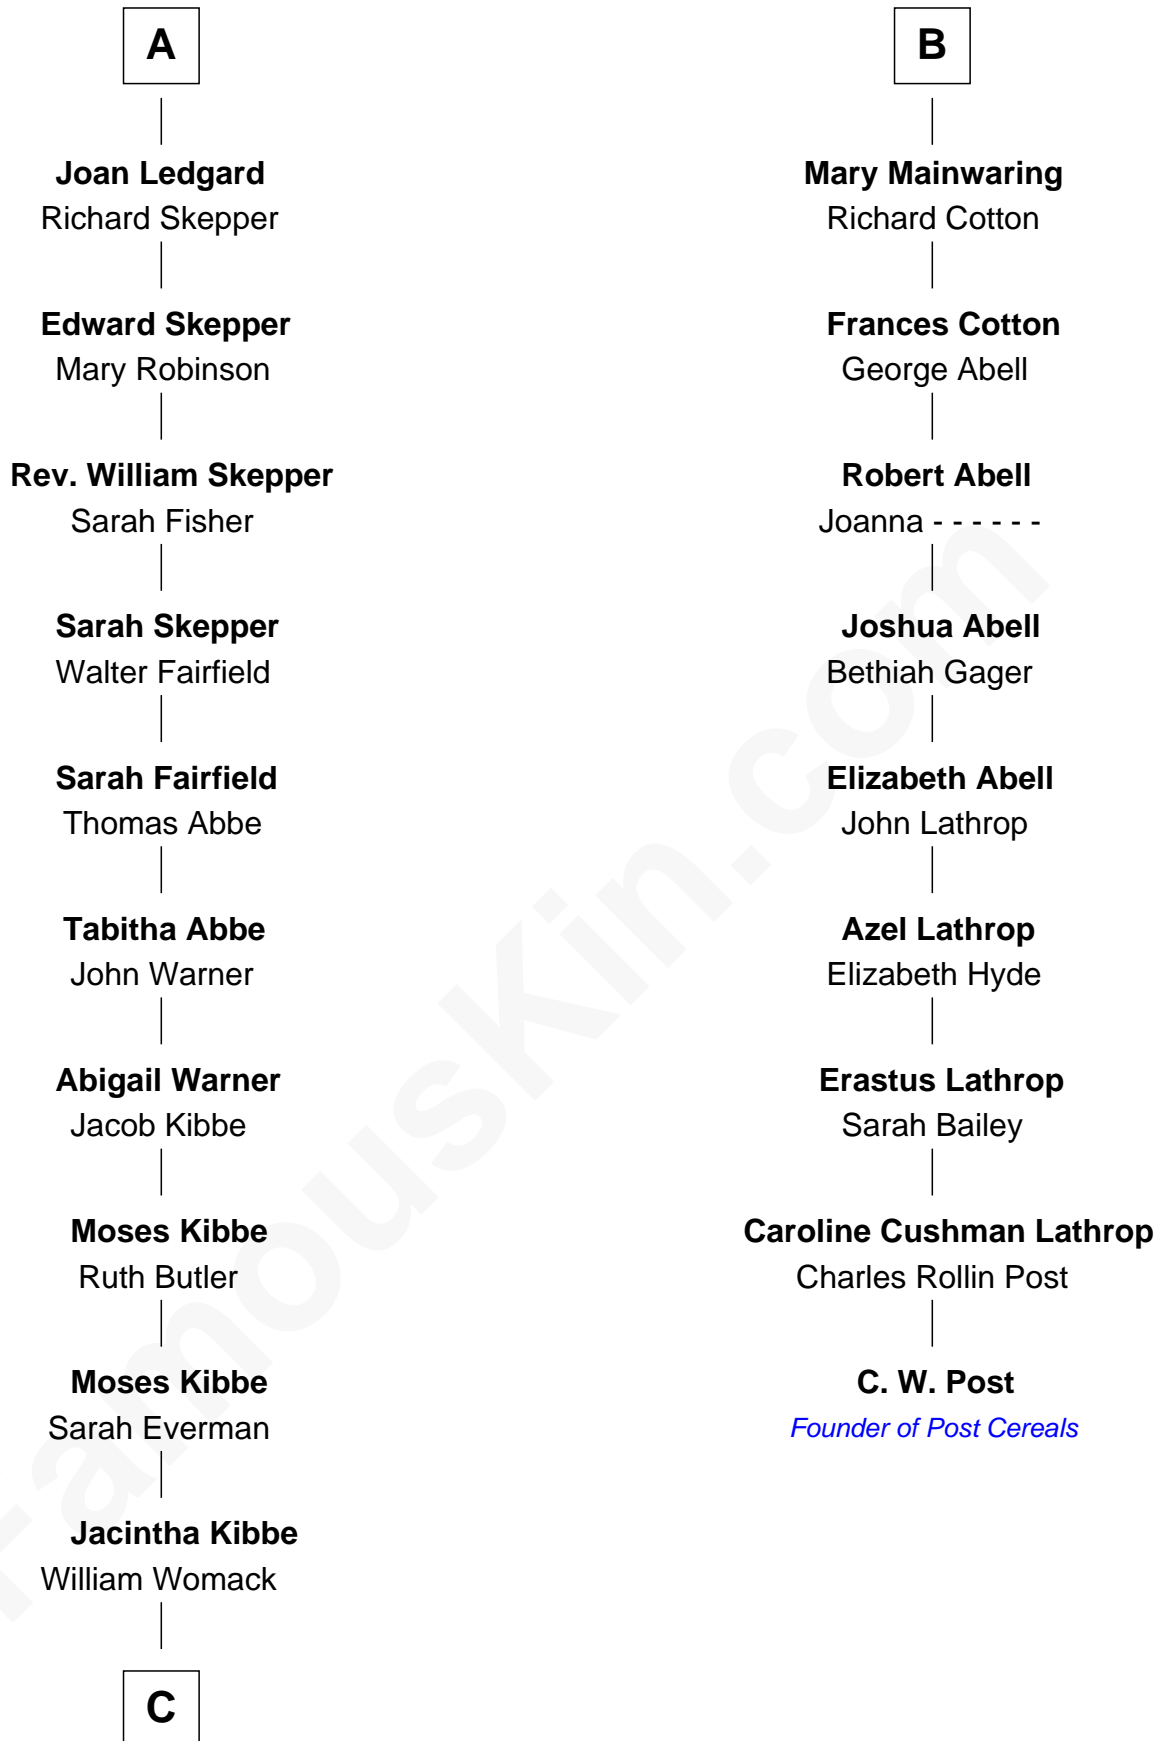 A
Joan Ledgard
Richard Skepper
Edward Skepper
Mary Robinson
Rev. William Skepper
Sarah Fisher
Sarah Skepper
Walter Fairfield
Sarah Fairfield
Thomas Abbe
Tabitha Abbe
John Warner
Abigail Warner
Jacob Kibbe
Moses Kibbe
Ruth Butler
Moses Kibbe
Sarah Everman
Jacintha Kibbe
William Womack
C
B
Mary Mainwaring
Richard Cotton
Frances Cotton
George Abell
Robert Abell
Joanna - - - - - -
Joshua Abell
Bethiah Gager
Elizabeth Abell
John Lathrop
Azel Lathrop
Elizabeth Hyde
Erastus Lathrop
Sarah Bailey
Caroline Cushman Lathrop
Charles Rollin Post
C. W. Post
Founder of Post Cereals
FamousKin.com